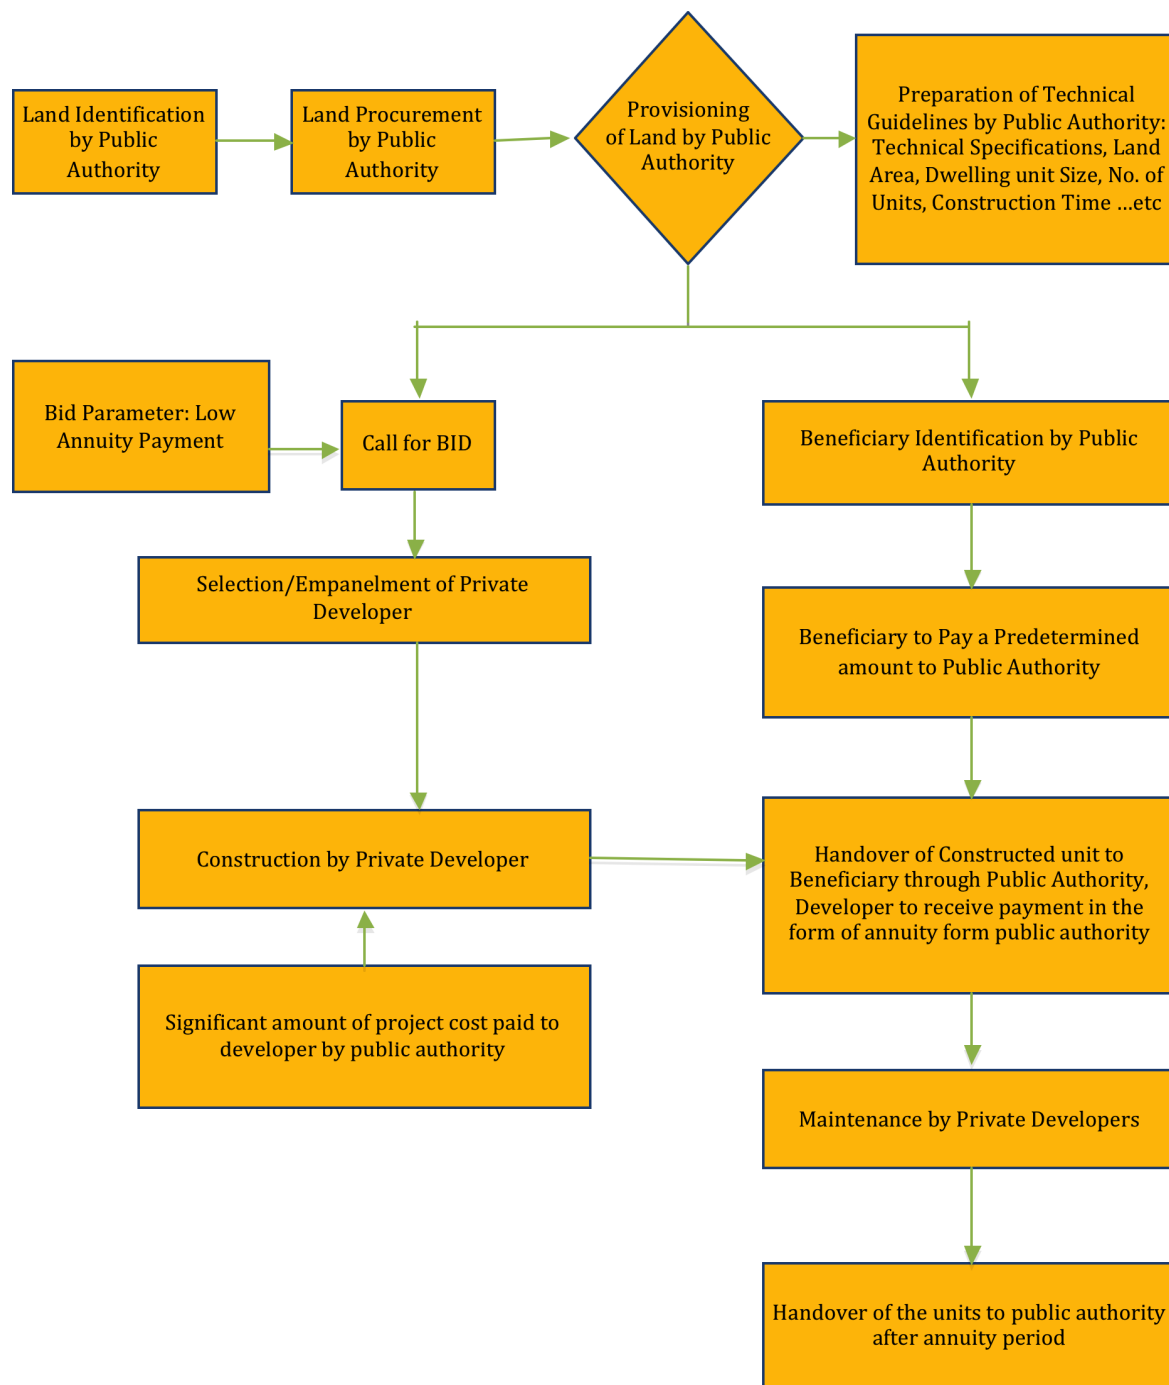 Land Identification
by Public
Authority
Land Procurement
by Public
Authority
Provisioning
of Land by Public
Authority
Preparation of Technical
Guidelines by Public Authority:
Technical Specifications, Land
Area, Dwelling unit Size, No. of
Units, Construction Time ...etc
Bid Parameter: Low
Annuity Payment
Call for BID
Beneficiary Identification by Public
Authority
Selection/Empanelment of Private
Developer
Beneficiary to Pay a Predetermined
amount to Public Authority
Construction by Private Developer
Handover of Constructed unit to
Beneficiary through Public Authority,
Developer to receive payment in the
form of annuity form public authority
Significant amount of project cost paid to
developer by public authority
Maintenance by Private Developers
Handover of the units to public authority
after annuity period